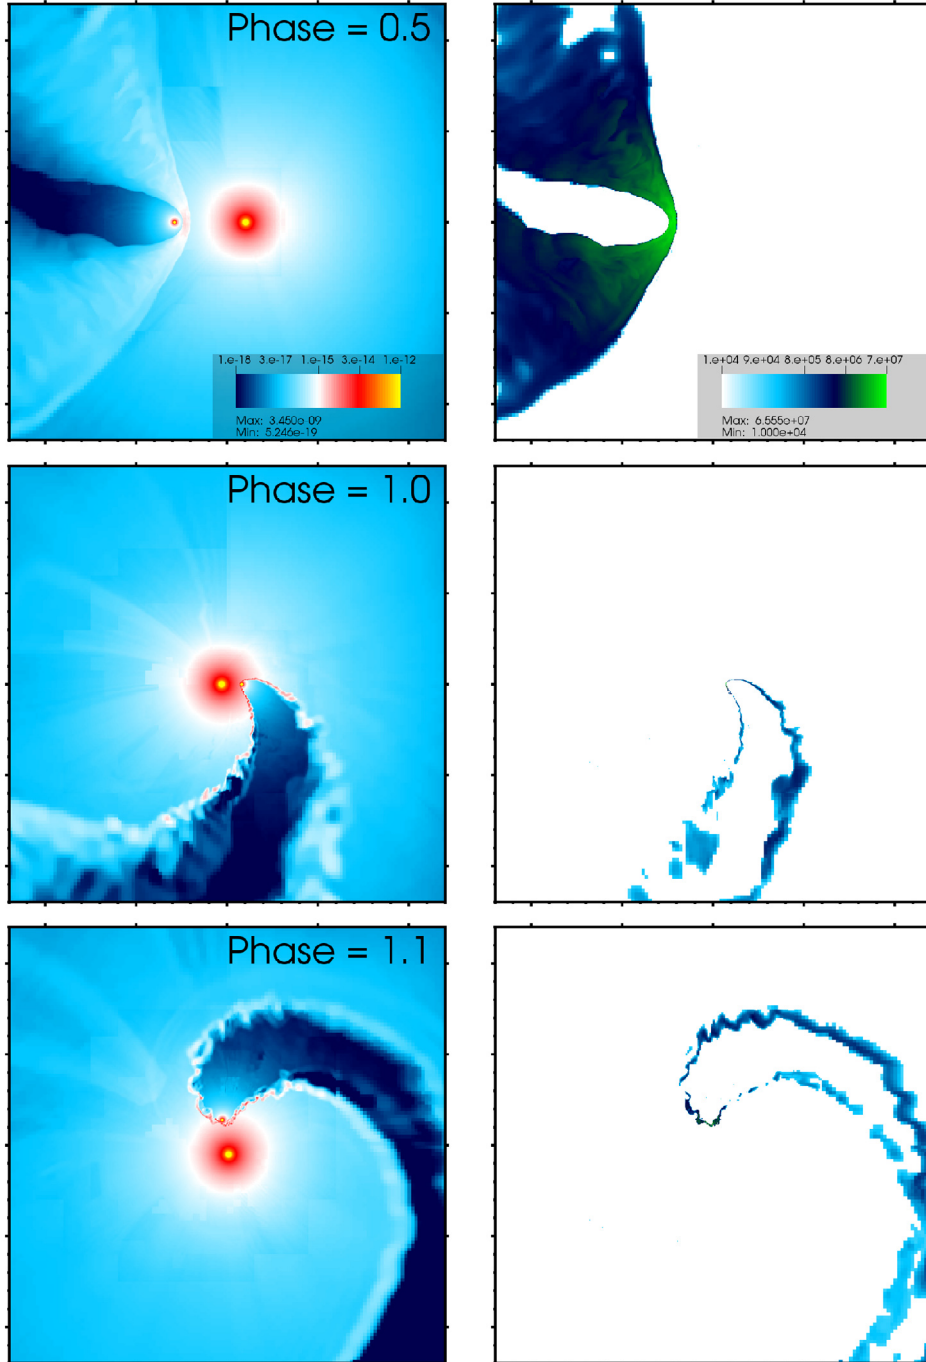 Phase = 0.5
1.e-18 3.e-17 1.e-15 3.e-14 1.e-12
Max: 3.450e-09
Min: 5.246e-19
1.e+04 9.e+04 8.e+05 8.e+06 7.e+07
Max: 6.555e+07
Min: 1.000e+04
Phase = 1.0
Phase = 1.1